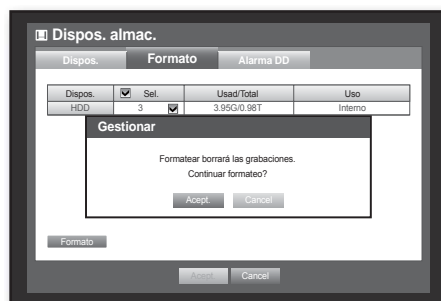 Dispos. almac.
Dispos. Formato Alarma DD
Dispos. Sel. Usad/Total Uso
HDD 3 3.95G/0.98T Interno
Gestionar
Formatear borrará las grabaciones.
Continuar formateo?
Acept. Cancel
Formato
Acept. Cancel